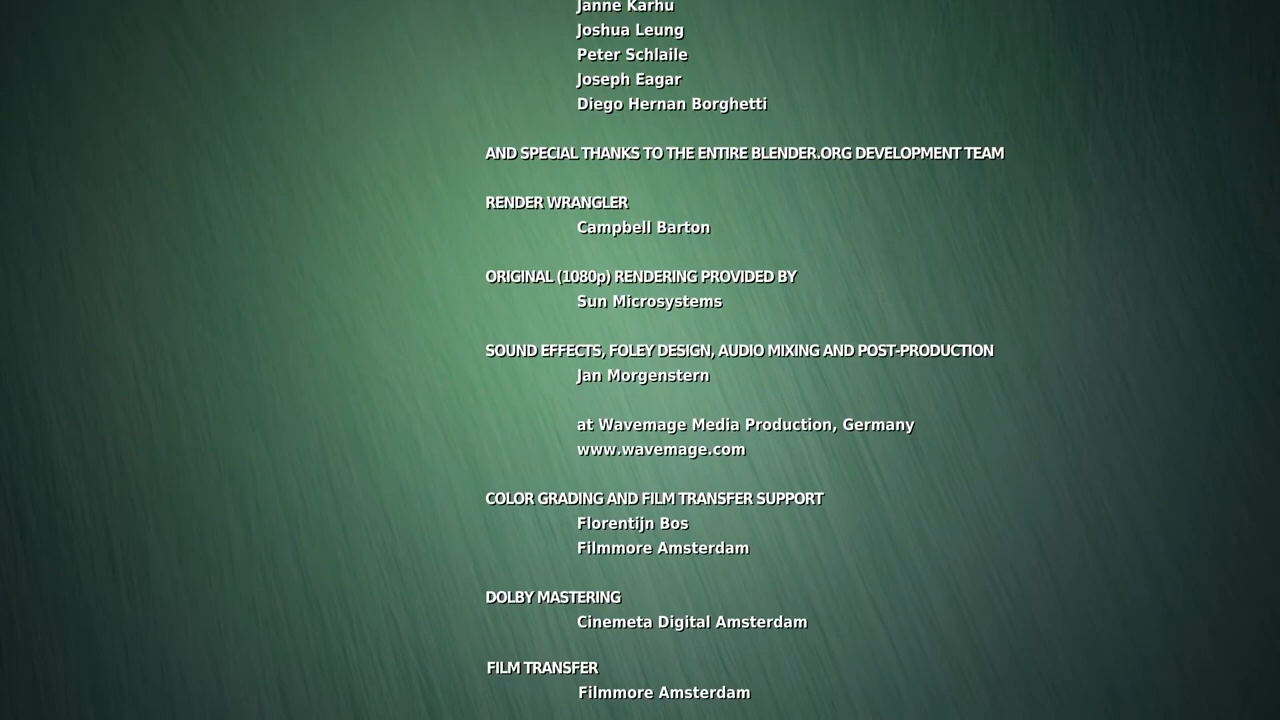 Janne Karhu
Joshua Leung
Peter Schlaile
Joseph Eagar
Diego Hernan Borghetti
AND SPECIAL THANKS TO THE ENTIRE BLENDER.ORG DEVELOPMENT TEAM
RENDER WRANGLER
Campbell Barton
ORIGINAL (1080p) RENDERING PROVIDED BY
Sun Microsystems
SOUND EFFECTS, FOLEY DESIGN, AUDIO MIXING AND POST-PRODUCTION
Jan Morgenstern
at Wavemage Media Production, Germany
www.wavemage.com
COLOR GRADING AND FILM TRANSFER SUPPORT
Florentijn Bos
Filmmore Amsterdam
DOLBY MASTERING
Cinemeta Digital Amsterdam
FILM TRANSFER
Filmmore Amsterdam